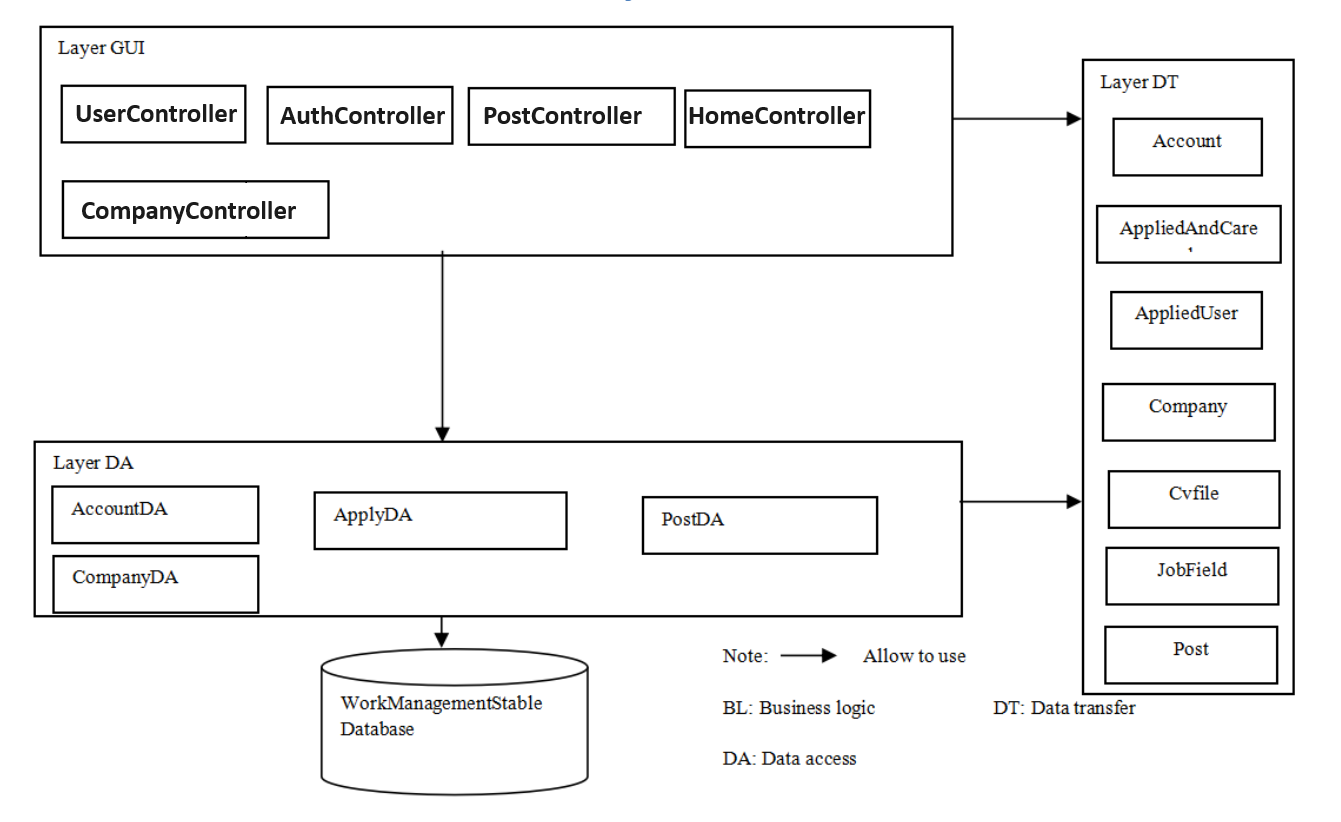 Layer GUI
UserController
AuthController
PostController
HomeController
CompanyController
Layer DT
Account
AppliedAndCare
AppliedUser
Company
Cvfile
JobField
Post
Layer DA
AccountDA
ApplyDA
PostDA
CompanyDA
WorkManagementStable
Database
Note:
Allow to use
BL: Business logic
DT: Data transfer
DA: Data access